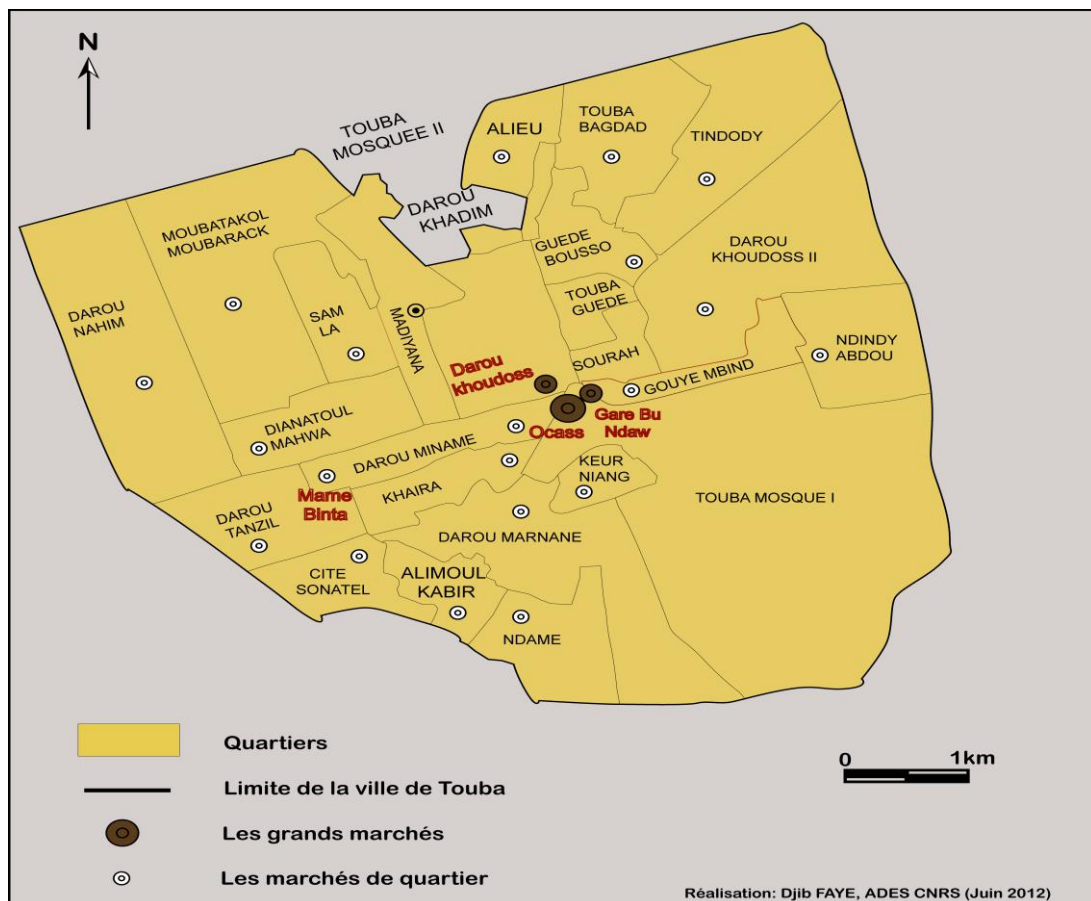 N
TOUBA
MOSQUEE II
ALIEU
TOUBA
BAGDAD
TINDODY
DAROU
KHADIM
MOUBATAKOL
MOUBARACK
GUEDE
BOUSSO
DAROU
KHOUDOSS II
DAROU
NAHIM
SAM
LA
MADIYANA
TOUBA
GUEDE
NDINDY
ABDOU
SOURAH
Darou
khoudoss
GOUYE MBIND
Gare Bu
Ndaw
Ocass
DIANATOUL
MAHWA
DAROU MINAME
KEUR
NIANG
Mame
Binta
KHAIRA
TOUBA MOSQUE I
DAROU
TANZIL
DAROU MARNANE
CITE
SONATEL
ALIMOUL
KABIR
NDAME
Quartiers
Limite de la ville de Touba
Les grands marchés
Les marchés de quartier
0 1km
Réalisation: Djib FAYE, ADES CNRS (Juin 2012)